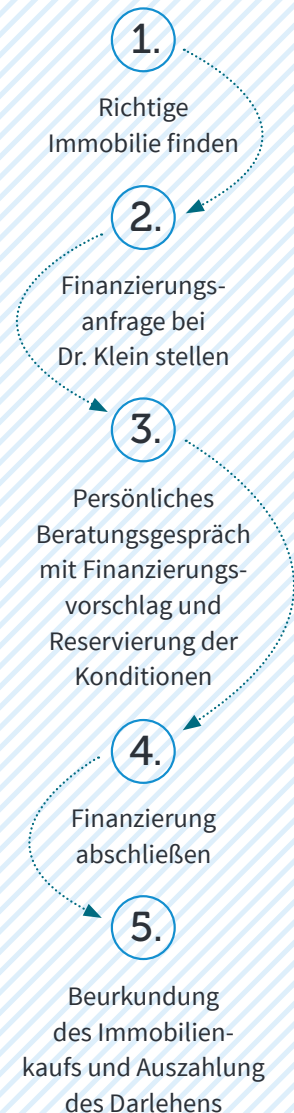 1.
Richtige
Immobilie finden
2.
Finanzierungs-
anfrage bei
Dr. Klein stellen
3.
Persönliches
Beratungsgespräch
mit Finanzierungs-
vorschlag und
Reservierung der
Konditionen
4.
Finanzierung
abschließen
5.
Beurkundung
des Immobilien-
kaufs und Auszahlung
des Darlehens